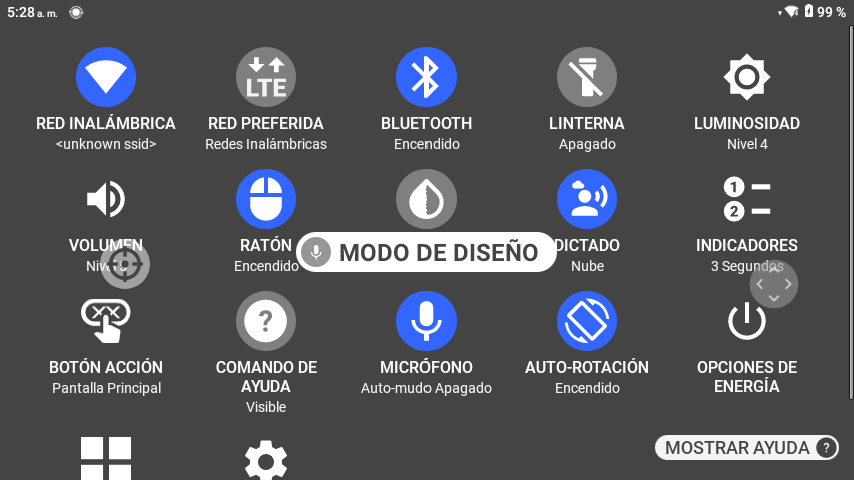 5:28 a. m.
99 %
LTE
RED INALÁMBRICA
<unknown ssid>
RED PREFERIDA
Redes Inalámbricas
BLUETOOTH
Encendido
LINTERNA
Apagado
LUMINOSIDAD
Nivel 4
VOLUMEN
RATÓN
Encendido
MODO DE DISEÑO
DICTADO
Nube
1
2
INDICADORES
3 Segundos
BOTÓN ACCIÓN
Pantalla Principal
?
COMANDO DE
AYUDA
Visible
MICRÓFONO
Auto-mudo Apagado
AUTO-ROTACIÓN
Encendido
OPCIONES DE
ENERGÍA
MOSTRAR AYUDA ?